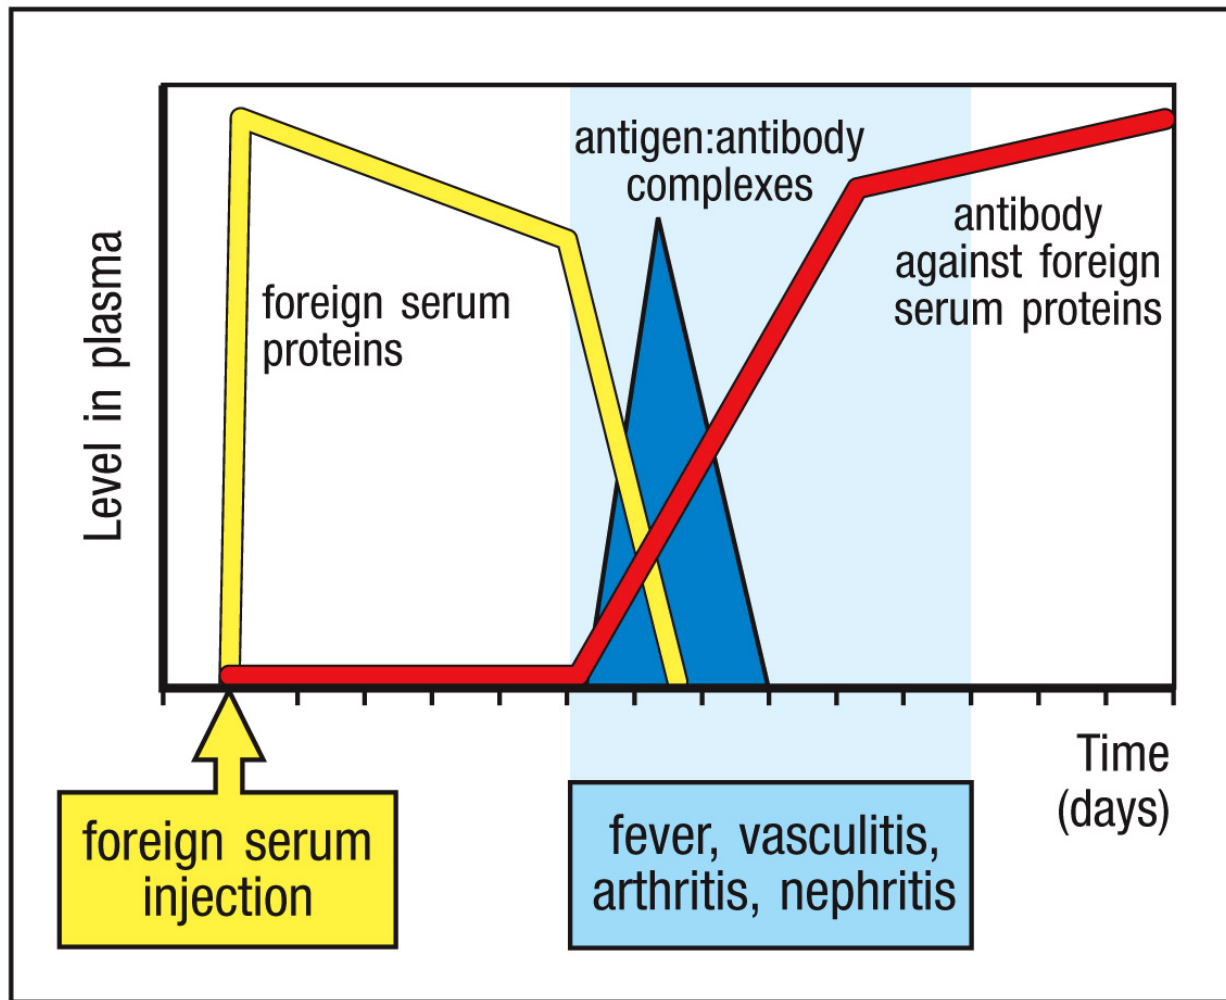 antigen:antibody
complexes
antibody
against foreign
serum proteins
foreign serum
proteins
Level in plasma
Time
(days)
foreign serum
injection
fever, vasculitis,
arthritis, nephritis